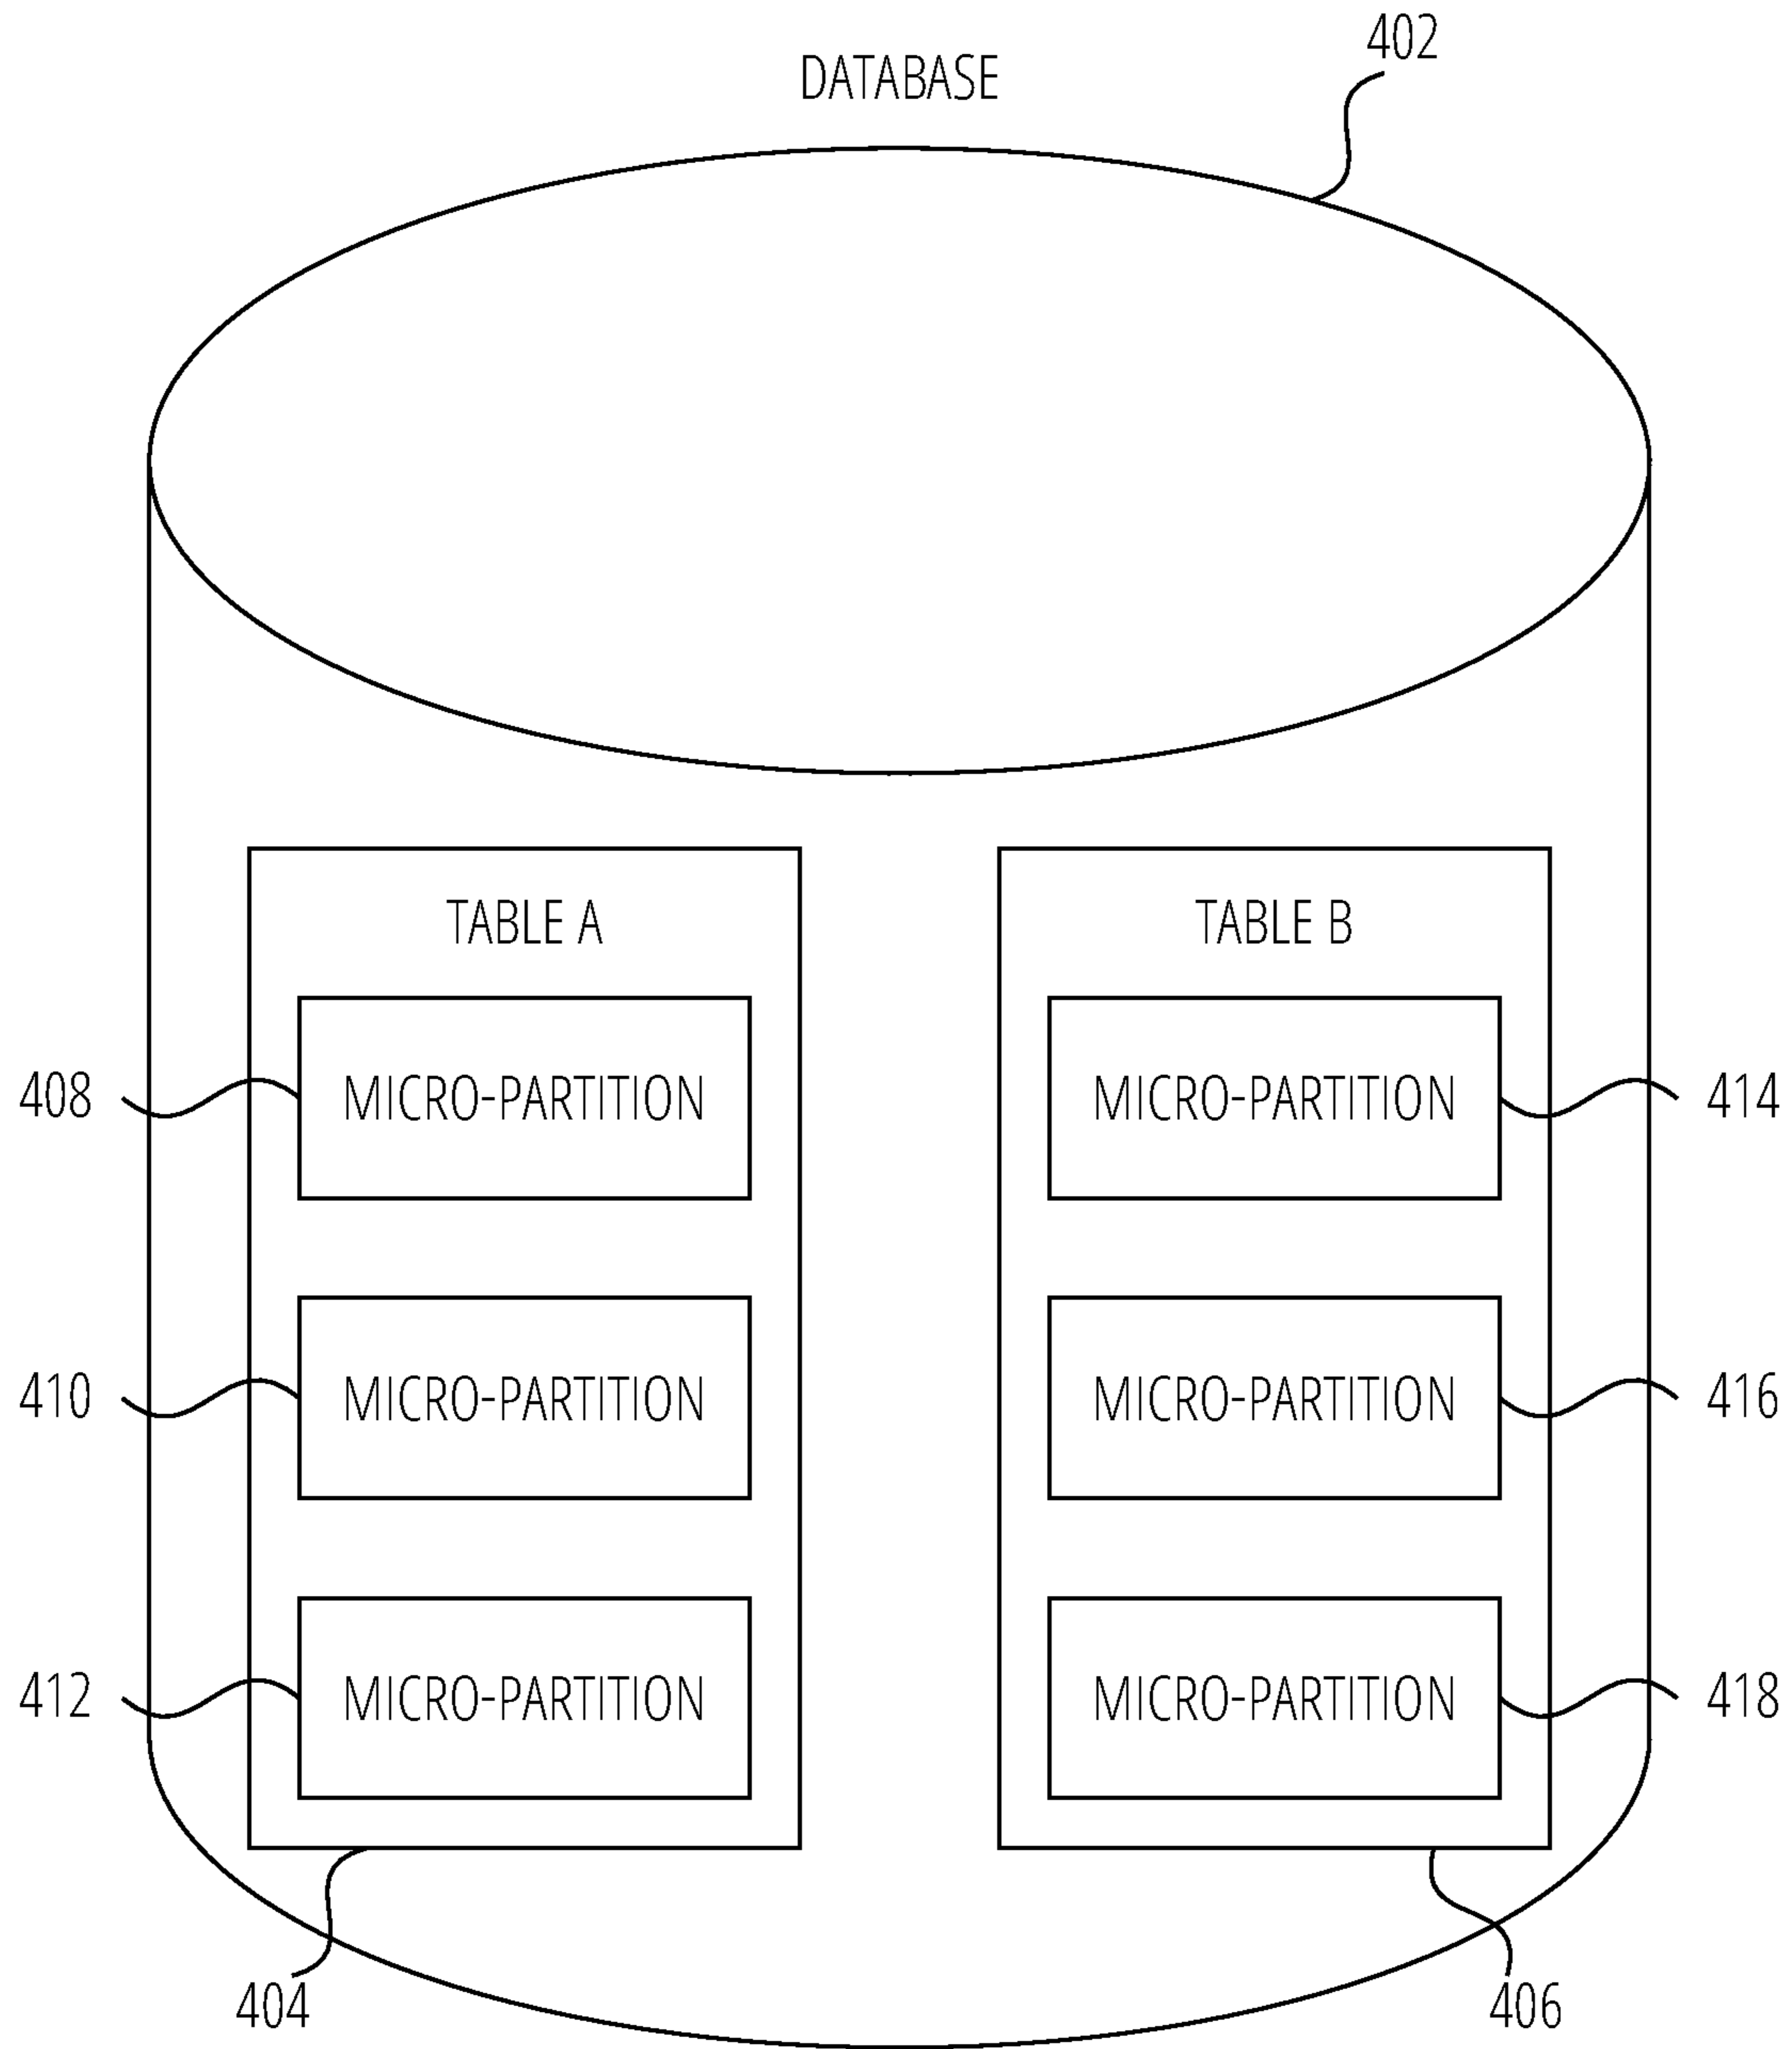 402
DATABASE
TABLE A
TABLE B
408
MICRO-PARTITION
MICRO-PARTITION
414
410
MICRO-PARTITION
MICRO-PARTITION
416
412
MICRO-PARTITION
MICRO-PARTITION
418
404
406